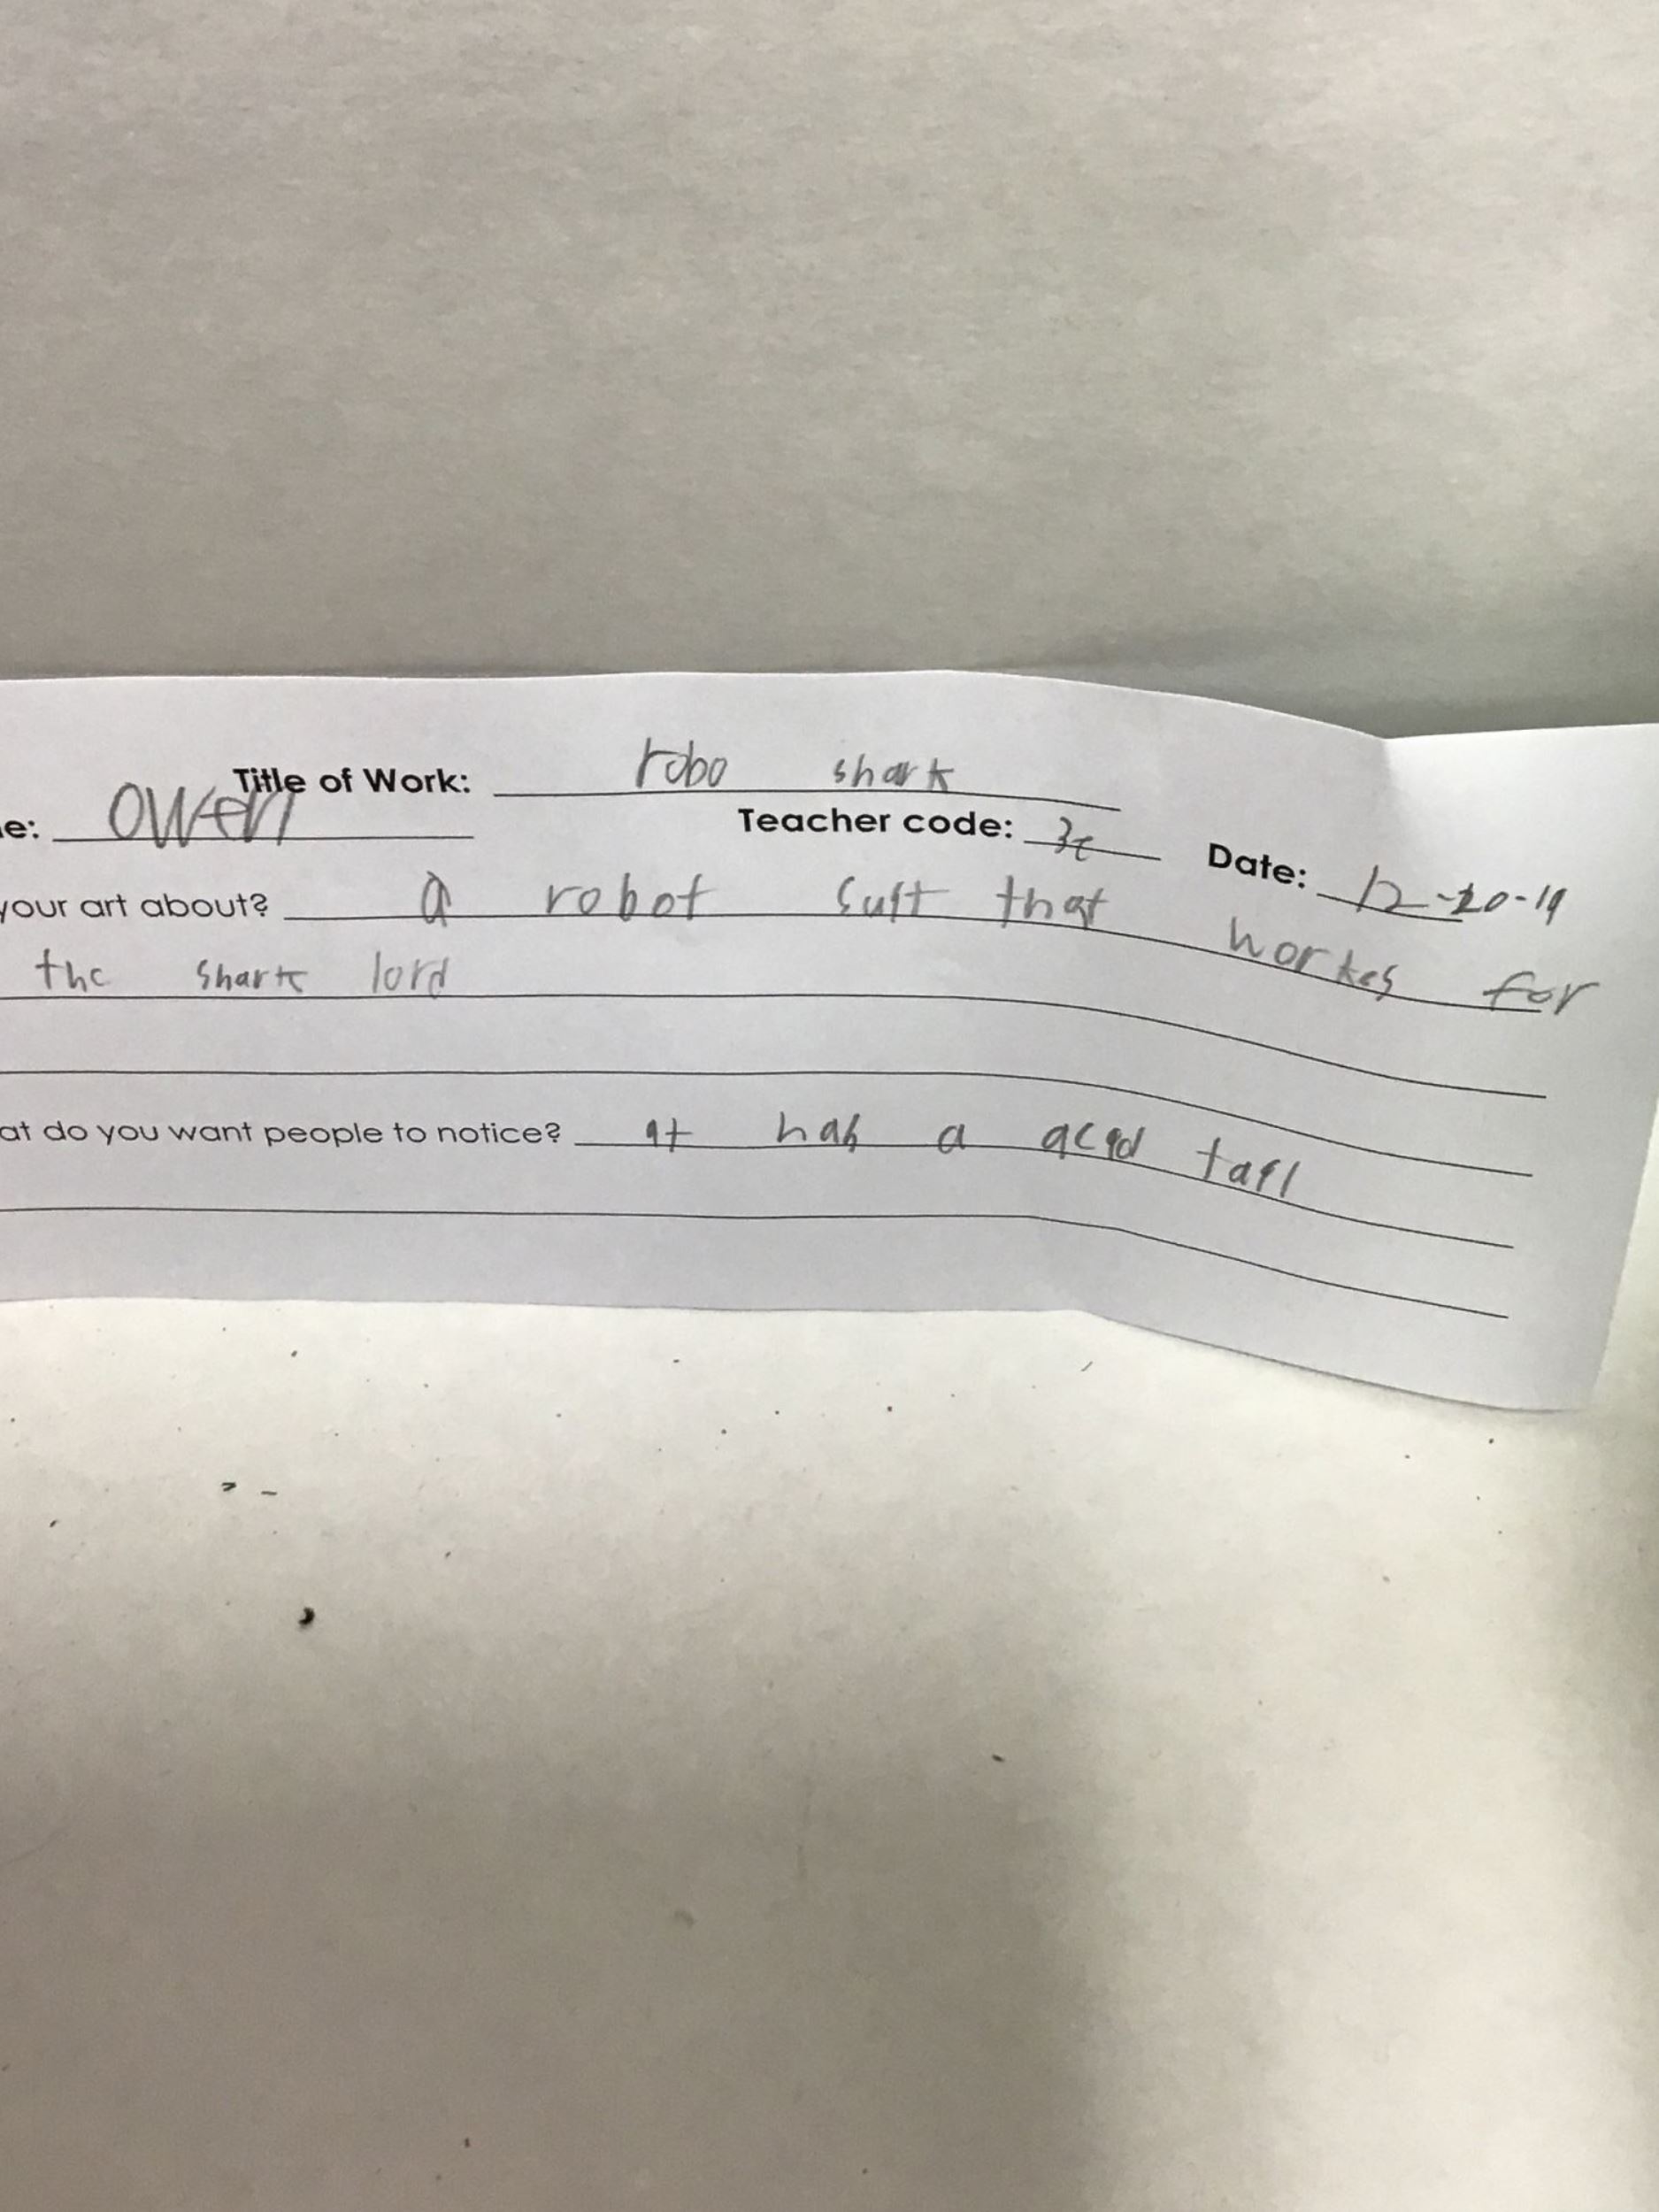 Title of Work: robo shark
e: Owen Teacher code: 3c Date: 12-20-19
your art about? a robot suit that workes for
the shark lord
at do you want people to notice? it has a acid tail